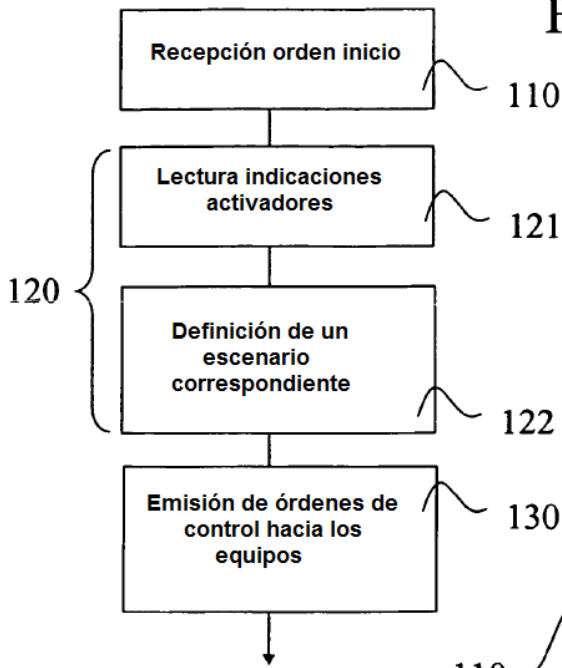 Recepción orden inicio
110
Lectura indicaciones
activadores
121
120
Definición de un
escenario
correspondiente
122
Emisión de órdenes de
control hacia los
equipos
130